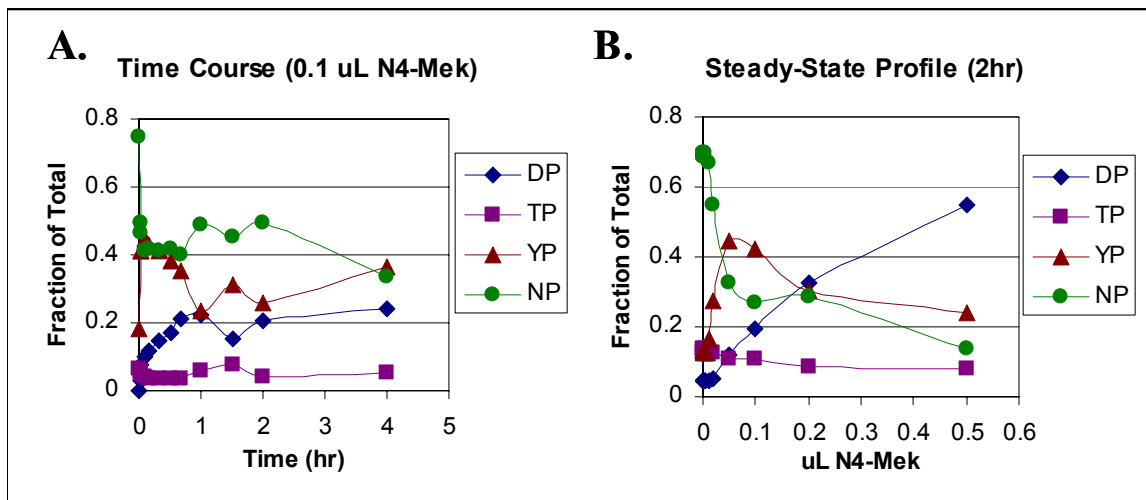 A.
Time Course (0.1 uL N4-Mek)
Fraction of Total
0.8
0.6
0.4
0.2
0
0 1 2 3 4 5
Time (hr)
DP
TP
YP
NP
B.
Steady-State Profile (2hr)
Fraction of Total
0.8
0.6
0.4
0.2
0
0 0.1 0.2 0.3 0.4 0.5 0.6
uL N4-Mek
DP
TP
YP
NP